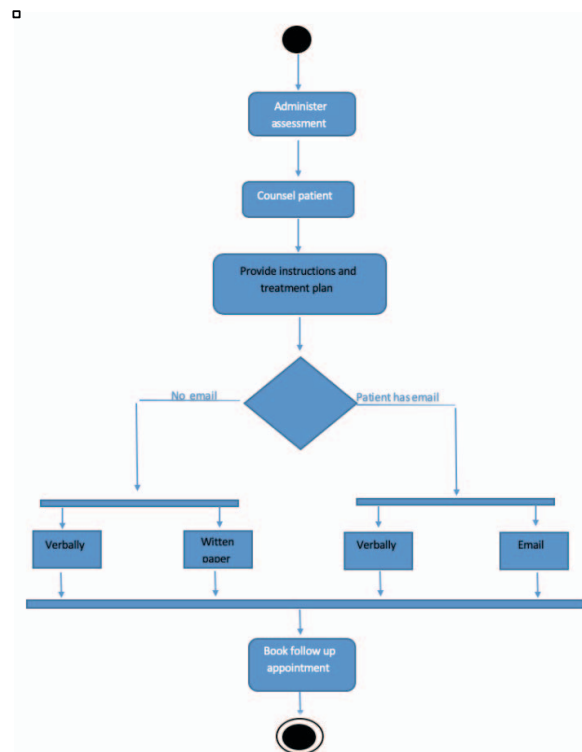 Administer
assessment
Counsel patient
Provide instructions and
treatment plan
No email
Patient has email
Verbally
Witten
paper
Verbally
Email
Book follow up
appointment